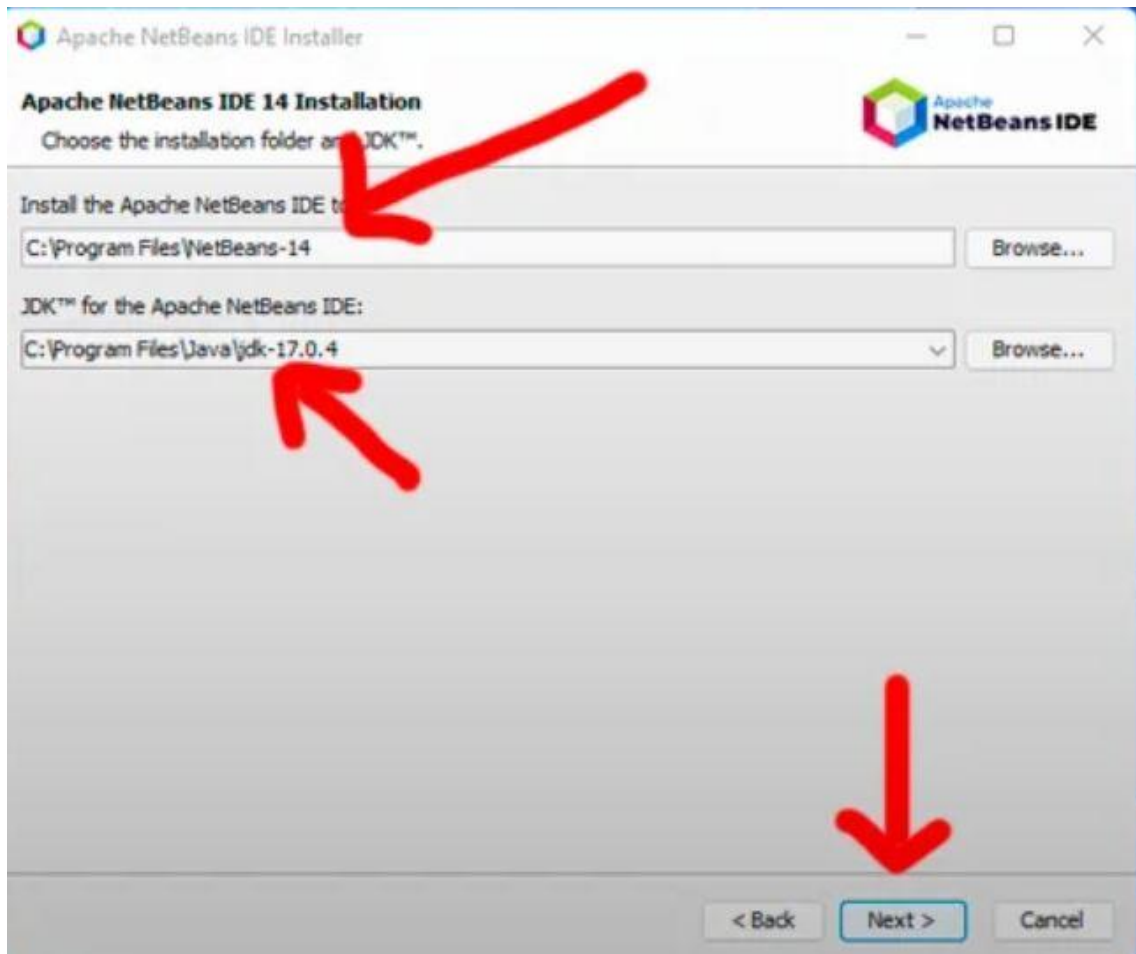 Apache NetBeans IDE Installer
Apache NetBeans IDE 14 Installation
Choose the installation folder and JDK™.
Apache
NetBeans IDE
Install the Apache NetBeans IDE to
C:\Program Files\NetBeans-14
Browse...
JDK™ for the Apache NetBeans IDE:
C:\Program Files\Java\jdk-17.0.4
Browse...
< Back
Next >
Cancel